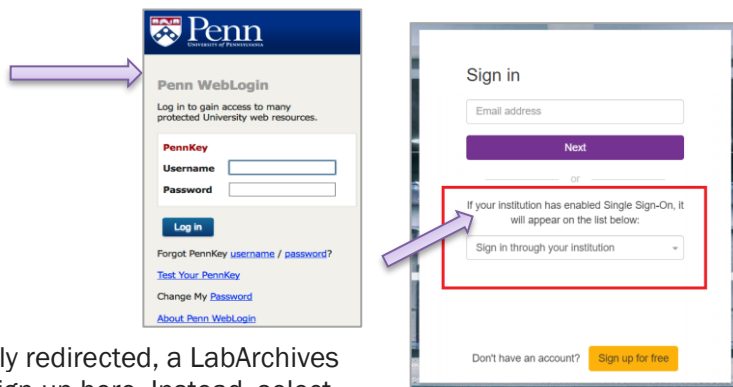 Penn
UNIVERSITY of PENNSYLVANIA
Penn WebLogin
Log in to gain access to many
protected University web resources.
PennKey
Username
Password
Log in
Forgot PennKey username / password?
Test Your PennKey
Change My Password
About Penn WebLogin
Sign in
Email address
Next
or
If your institution has enabled Single Sign-On, it
will appear on the list below:
Sign in through your institution
Don't have an account? Sign up for free
ly redirected, a LabArchives
ign up here. Instead, select